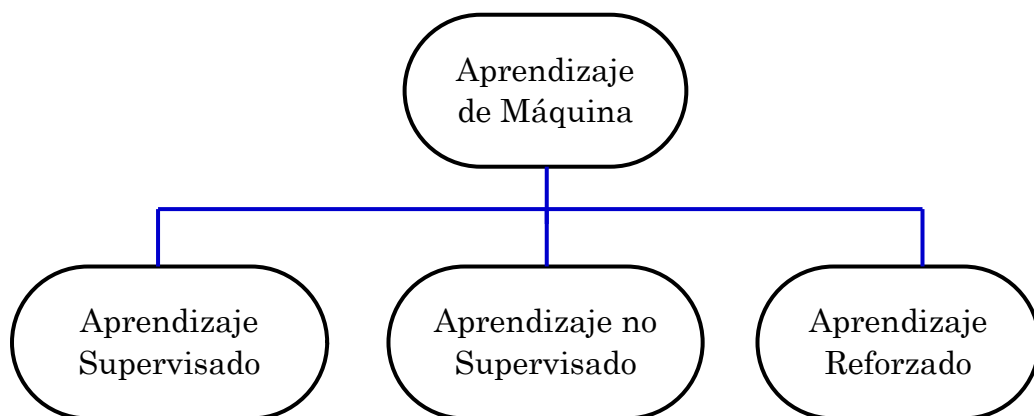 Aprendizaje
de Máquina
Aprendizaje
Supervisado
Aprendizaje no
Supervisado
Aprendizaje
Reforzado